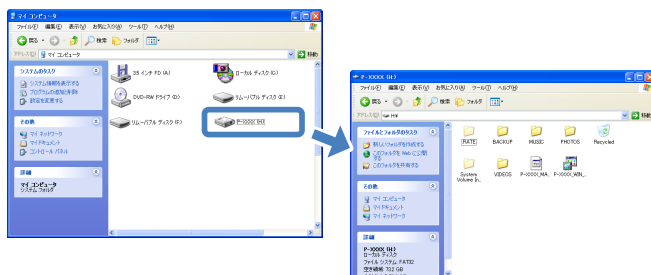 マイ コンピュータ
ファイル(F) 編集(E) 表示(V) お気に入り(A) ツール(T) ヘルプ(H)
戻る 検索 フォルダ
アドレス(D) マイ コンピュータ 移動
システムのタスク
システム情報を表示する
プログラムの追加と削除
設定を変更する
その他
マイ ネットワーク
マイ ドキュメント
コントロール パネル
詳細
マイ コンピュータ
システム フォルダ
3.5 インチ FD (A:)
ローカル ディスク (C:)
DVD-RW ドライブ (D:)
リムーバブル ディスク (E:)
リムーバブル ディスク (F:)
P-XXXX (H:)
P-XXXX (H:)
ファイル(F) 編集(E) 表示(V) お気に入り(A) ツール(T) ヘルプ(H)
戻る 検索 フォルダ
アドレス(D) H:¥ 移動
ファイルとフォルダのタスク
新しいフォルダを作成する
このフォルダを Web に公開
する
このフォルダを共有する
その他
マイ コンピュータ
マイ ドキュメント
マイ ネットワーク
詳細
P-XXXX (H:)
ローカル ディスク
ファイル システム: FAT32
空き領域: 73.2 GB
[RATE] BACKUP MUSIC PHOTOS Recycled
System
Volume In... VIDEOS P-XXXX_MA... P-XXXX_WIN_...